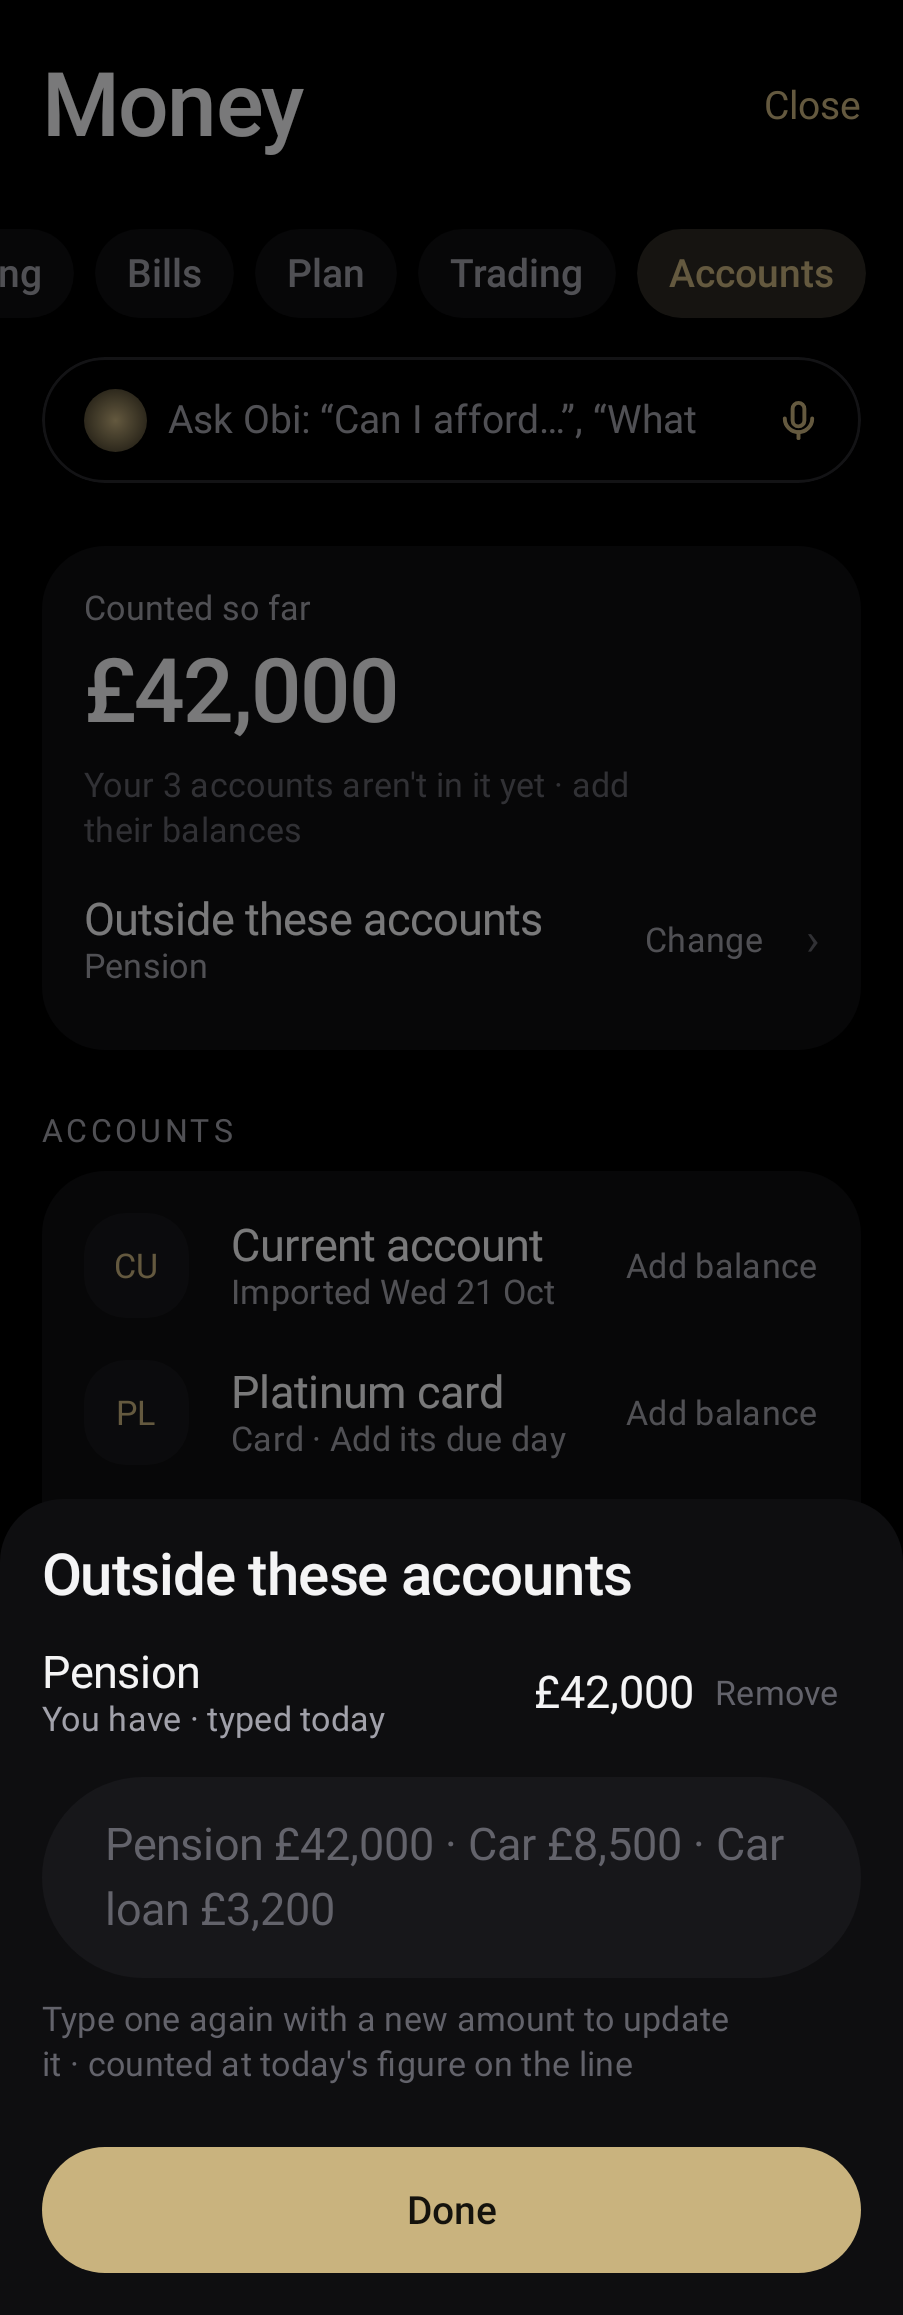 Money
Close
ng
Bills
Plan
Trading
Accounts
Ask Obi: “Can I afford…”, “What
Counted so far
£42,000
Your 3 accounts aren't in it yet · add
their balances
Outside these accounts
Pension
Change ›
ACCOUNTS
CU
Current account
Imported Wed 21 Oct
Add balance
PL
Platinum card
Card · Add its due day
Add balance
Outside these accounts
Pension
You have · typed today
£42,000
Remove
Pension £42,000 · Car £8,500 · Car
loan £3,200
Type one again with a new amount to update
it · counted at today's figure on the line
Done